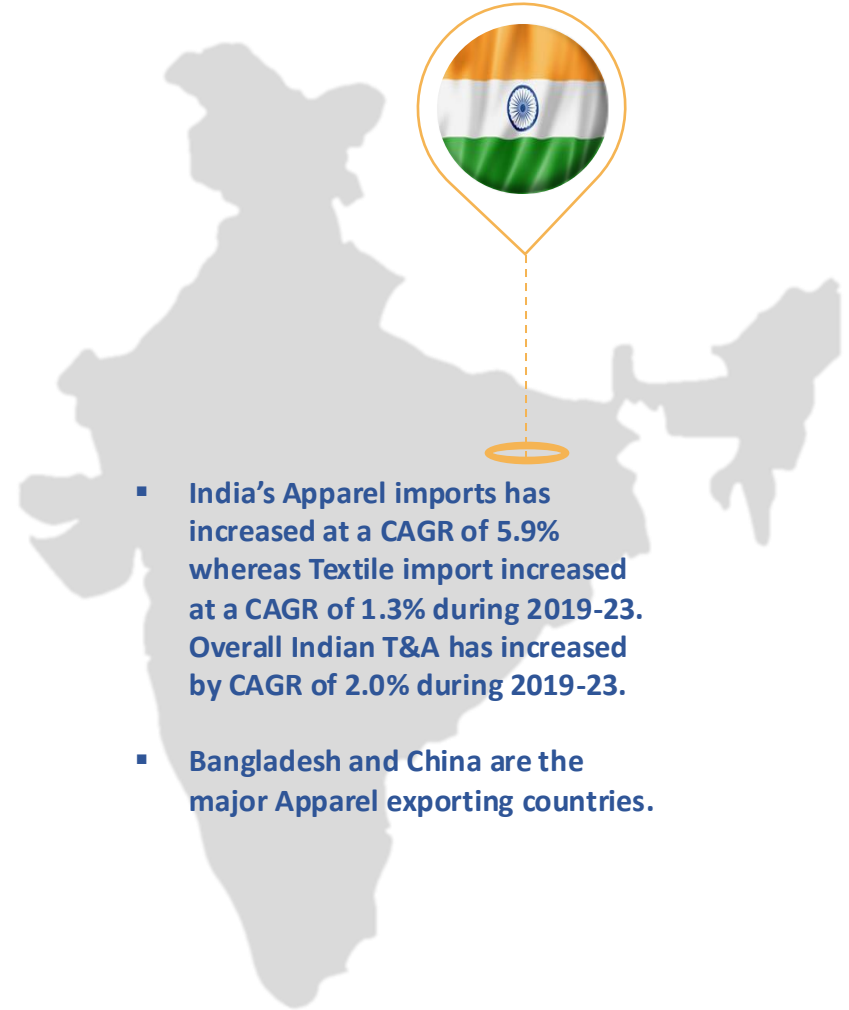 ▪ India’s Apparel imports has
increased at a CAGR of 5.9%
whereas Textile import increased
at a CAGR of 1.3% during 2019-23.
Overall Indian T&A has increased
by CAGR of 2.0% during 2019-23.
▪ Bangladesh and China are the
major Apparel exporting countries.